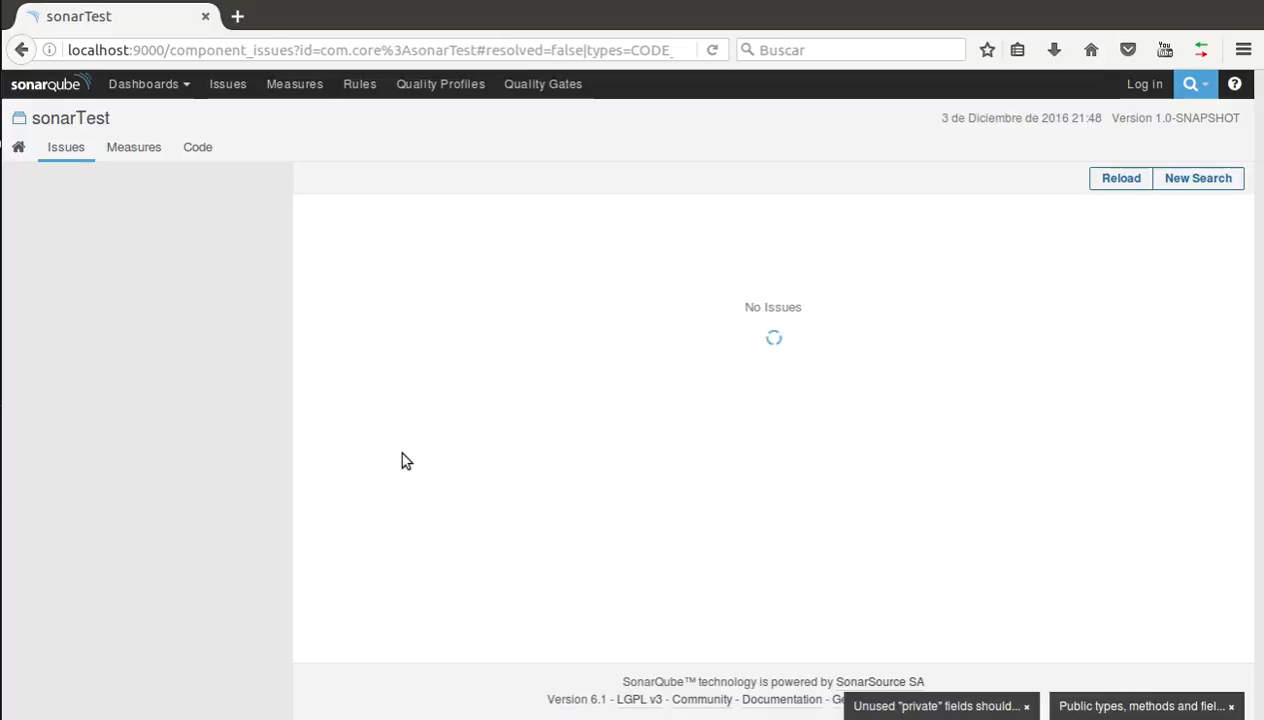 sonarTest
localhost:9000/component_issues?id=com.core%3AsonarTest#resolved=false|types=CODE_
Buscar
You Tube
sonarqube Dashboards Issues Measures Rules Quality Profiles Quality Gates Log in
sonarTest 3 de Diciembre de 2016 21:48 Version 1.0-SNAPSHOT
Issues Measures Code
Reload New Search
No Issues
SonarQube™ technology is powered by SonarSource SA
Version 6.1 - LGPL v3 - Community - Documentation - Ge
Unused "private" fields should... × Public types, methods and fiel... ×